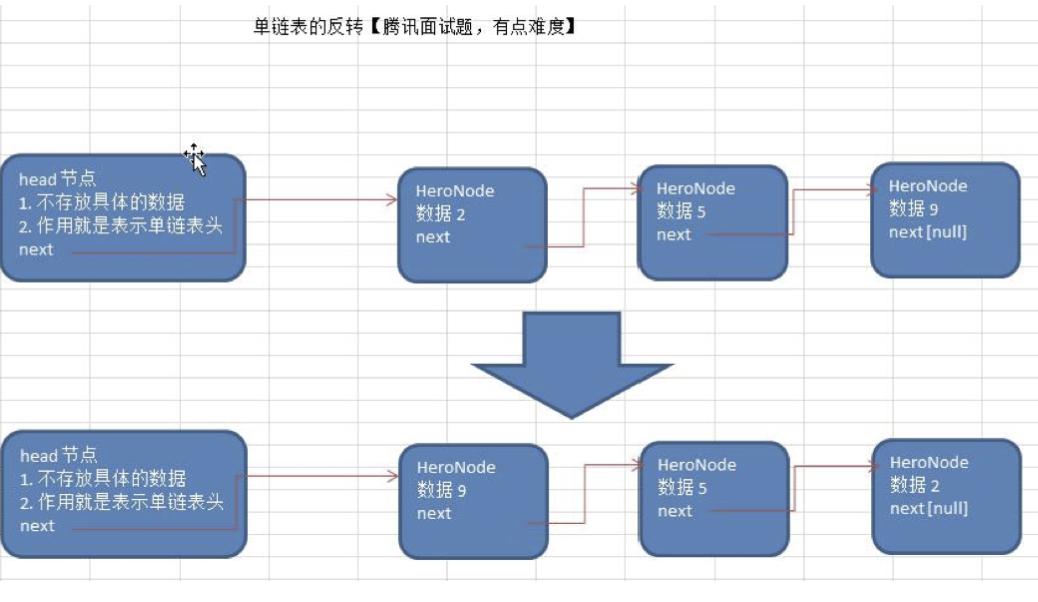 单链表的反转【腾讯面试题，有点难度】
head 节点
1. 不存放具体的数据
2. 作用就是表示单链表头
next
HeroNode
数据 2
next
HeroNode
数据 5
next
HeroNode
数据 9
next [null]
head 节点
1. 不存放具体的数据
2. 作用就是表示单链表头
next
HeroNode
数据 9
next
HeroNode
数据 5
next
HeroNode
数据 2
next [null]